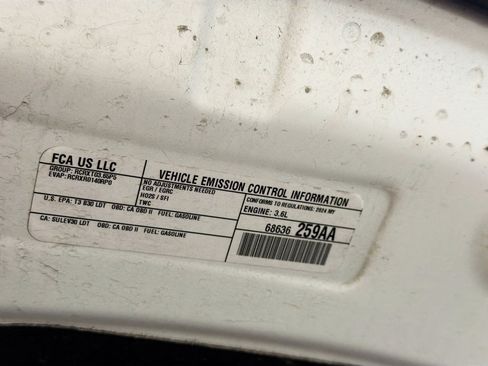 FCA US LLC
GROUP: RCRXT03.65P0
EVAP: RCRXR0140RP0
VEHICLE EMISSION CONTROL INFORMATION
NO ADJUSTMENTS NEEDED
EGR / EGRC
HO2S / SFI
TWC
CONFORMS TO REGULATIONS: 2024 MY
ENGINE: 3.6L
U.S. EPA: T3 B30 LDT OBD: CA OBD II FUEL: GASOLINE
CA: SULEV30 LDT OBD: CA OBD II FUEL: GASOLINE
68636 259AA